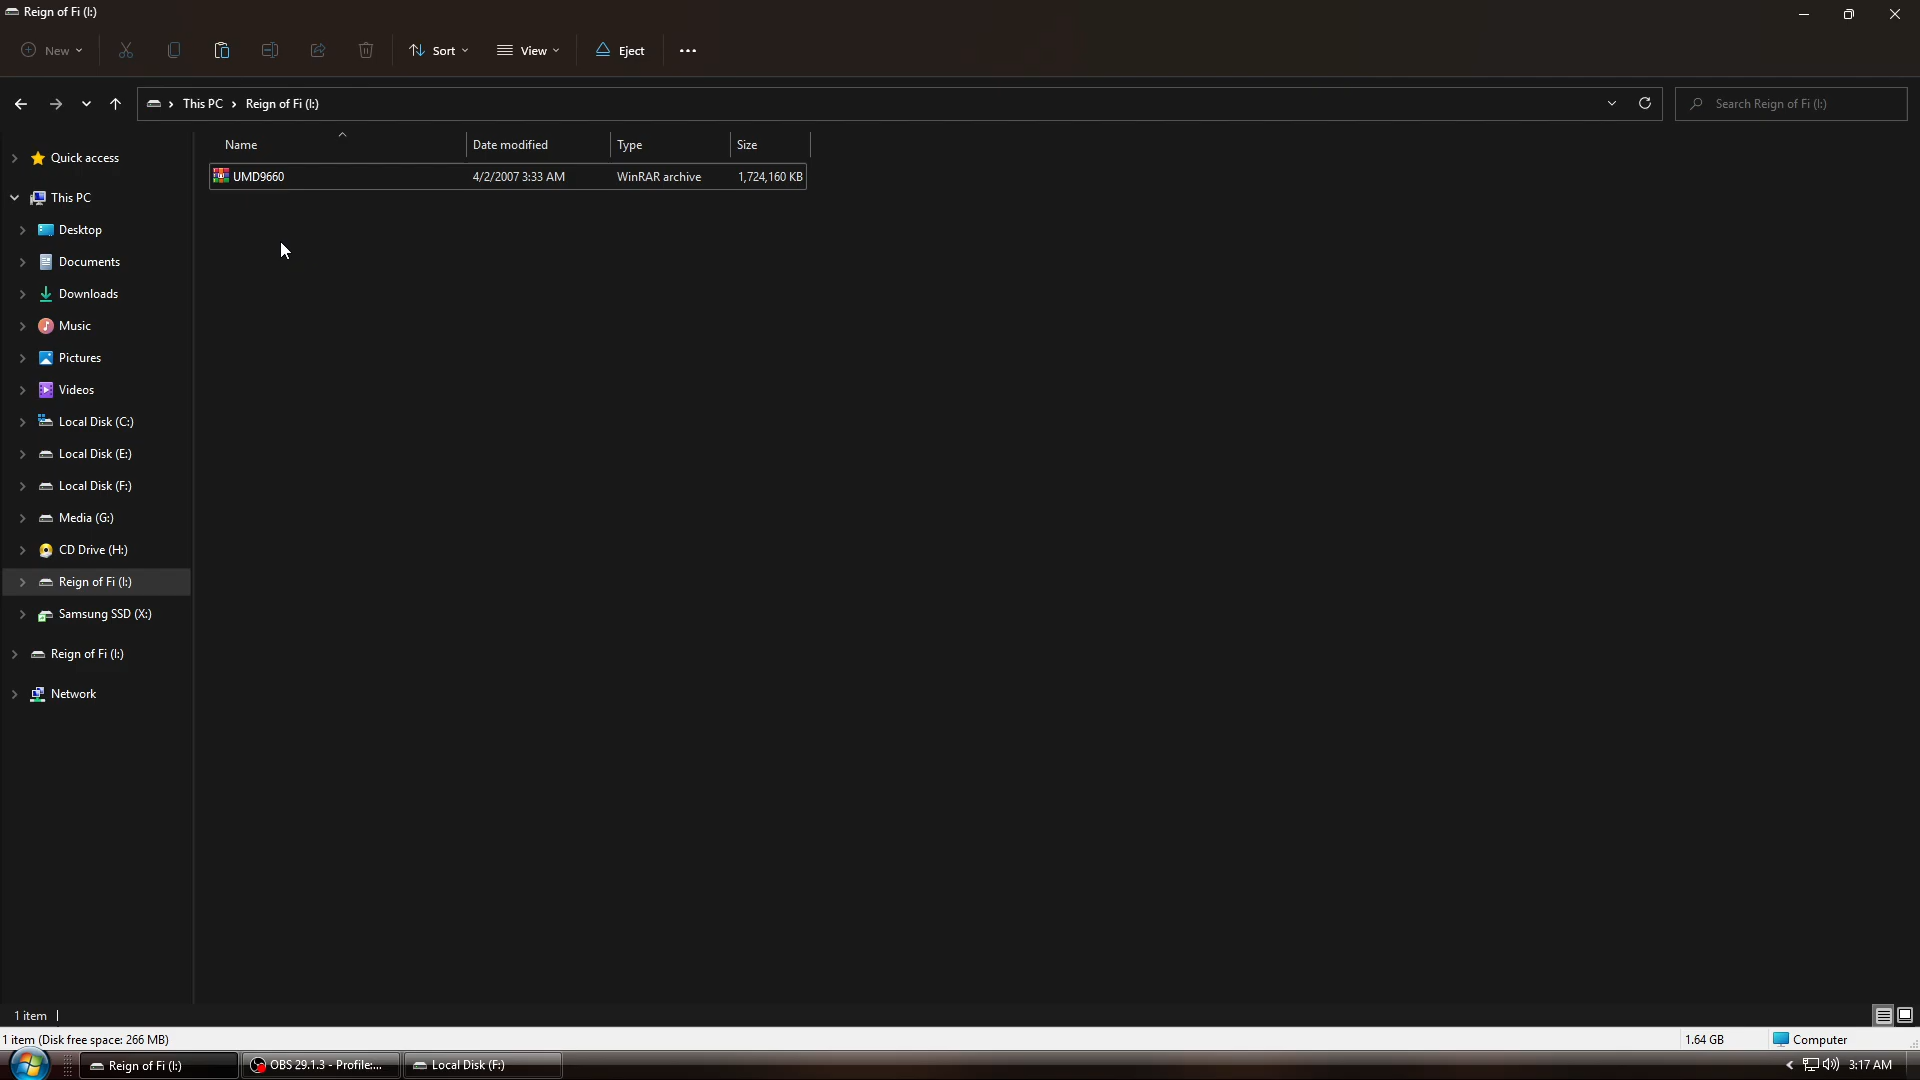 Reign of Fi (I:)
New
Sort
View
Eject
This PC > Reign of Fi (I:)
Search Reign of Fi (I:)
Name Date modified Type Size
UMD9660 4/2/2007 3:33 AM WinRAR archive 1,724,160 KB
Quick access
This PC
Desktop
Documents
Downloads
Music
Pictures
Videos
Local Disk (C:)
Local Disk (E:)
Local Disk (F:)
Media (G:)
CD Drive (H:)
Reign of Fi (I:)
Samsung SSD (X:)
Reign of Fi (I:)
Network
1 item
1 item (Disk free space: 266 MB) 1.64 GB Computer
Reign of Fi (I:) OBS 29.1.3 - Profile:... Local Disk (F:) 3:17 AM